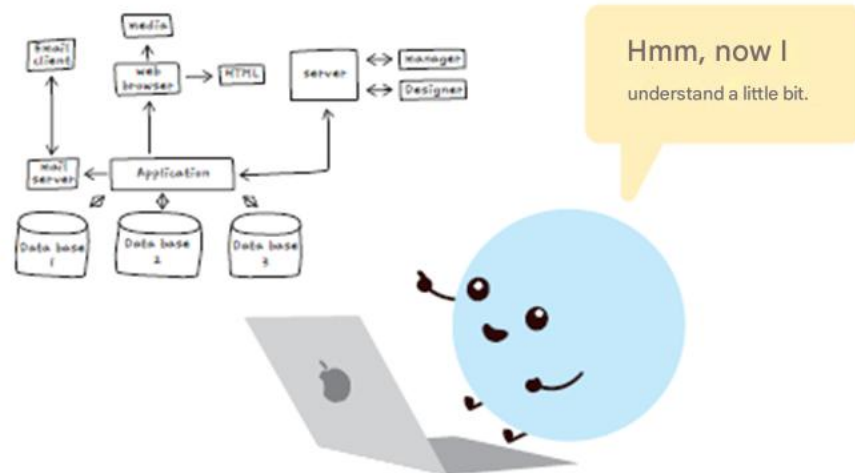 media
Email
client
web
browser
HTML
server
manager
Designer
mail
server
Application
Data base
1
Data base
2
Data base
3
Hmm, now I
understand a little bit.